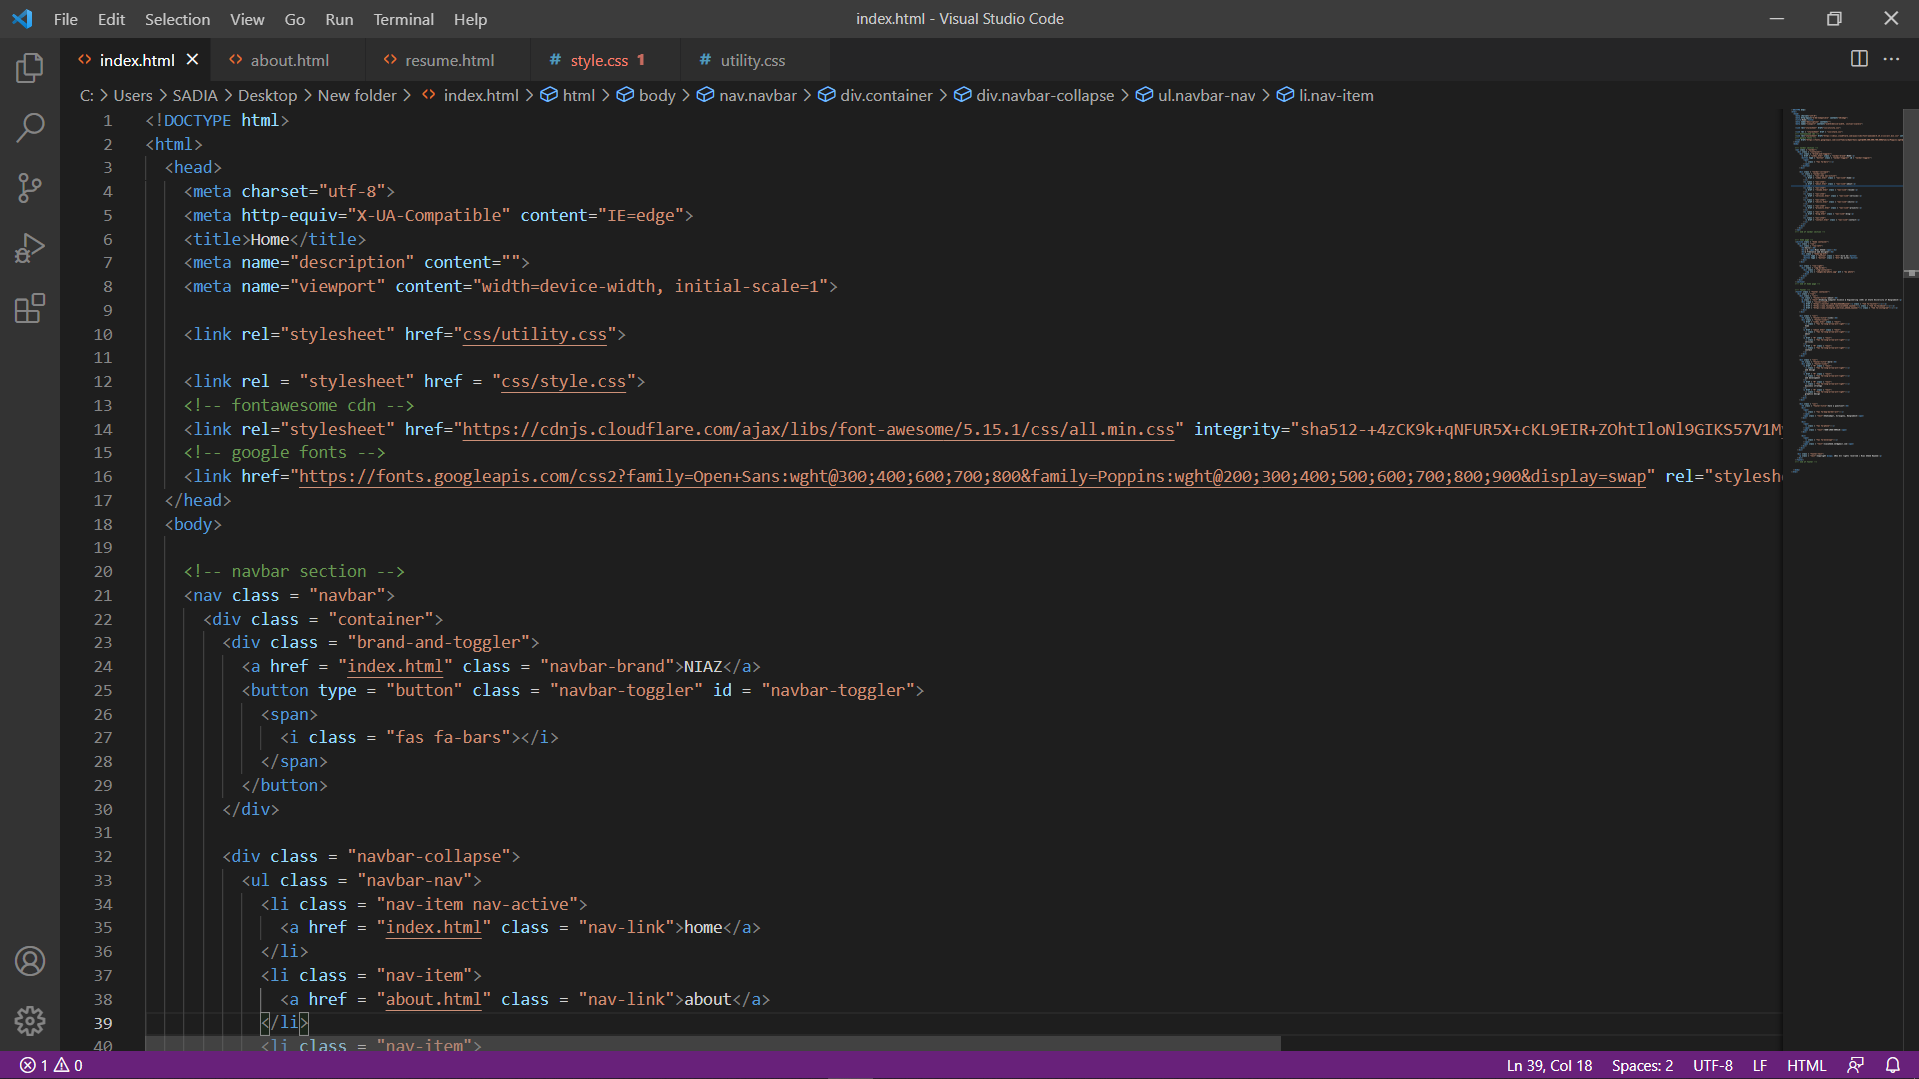 File Edit Selection View Go Run Terminal Help index.html - Visual Studio Code
index.html about.html resume.html # style.css 1 # utility.css
C: > Users > SADIA > Desktop > New folder > index.html > html > body > nav.navbar > div.container > div.navbar-collapse > ul.navbar-nav > li.nav-item
1 <!DOCTYPE html>
2 <html>
3 <head>
4 <meta charset="utf-8">
5 <meta http-equiv="X-UA-Compatible" content="IE=edge">
6 <title>Home</title>
7 <meta name="description" content="">
8 <meta name="viewport" content="width=device-width, initial-scale=1">
9
10 <link rel="stylesheet" href="css/utility.css">
11
12 <link rel = "stylesheet" href = "css/style.css">
13 <!-- fontawesome cdn -->
14 <link rel="stylesheet" href="https://cdnjs.cloudflare.com/ajax/libs/font-awesome/5.15.1/css/all.min.css" integrity="sha512-+4zCK9k+qNFUR5X+cKL9EIR+ZOhtIloNl9GIKS57V1M
15 <!-- google fonts -->
16 <link href="https://fonts.googleapis.com/css2?family=Open+Sans:wght@300;400;600;700;800&family=Poppins:wght@200;300;400;500;600;700;800;900&display=swap" rel="stylesh
17 </head>
18 <body>
19
20 <!-- navbar section -->
21 <nav class = "navbar">
22 <div class = "container">
23 <div class = "brand-and-toggler">
24 <a href = "index.html" class = "navbar-brand">NIAZ</a>
25 <button type = "button" class = "navbar-toggler" id = "navbar-toggler">
26 <span>
27 <i class = "fas fa-bars"></i>
28 </span>
29 </button>
30 </div>
31
32 <div class = "navbar-collapse">
33 <ul class = "navbar-nav">
34 <li class = "nav-item nav-active">
35 <a href = "index.html" class = "nav-link">home</a>
36 </li>
37 <li class = "nav-item">
38 <a href = "about.html" class = "nav-link">about</a>
39 </li>
40 <li class = "nav-item">
1 0 Ln 39, Col 18 Spaces: 2 UTF-8 LF HTML